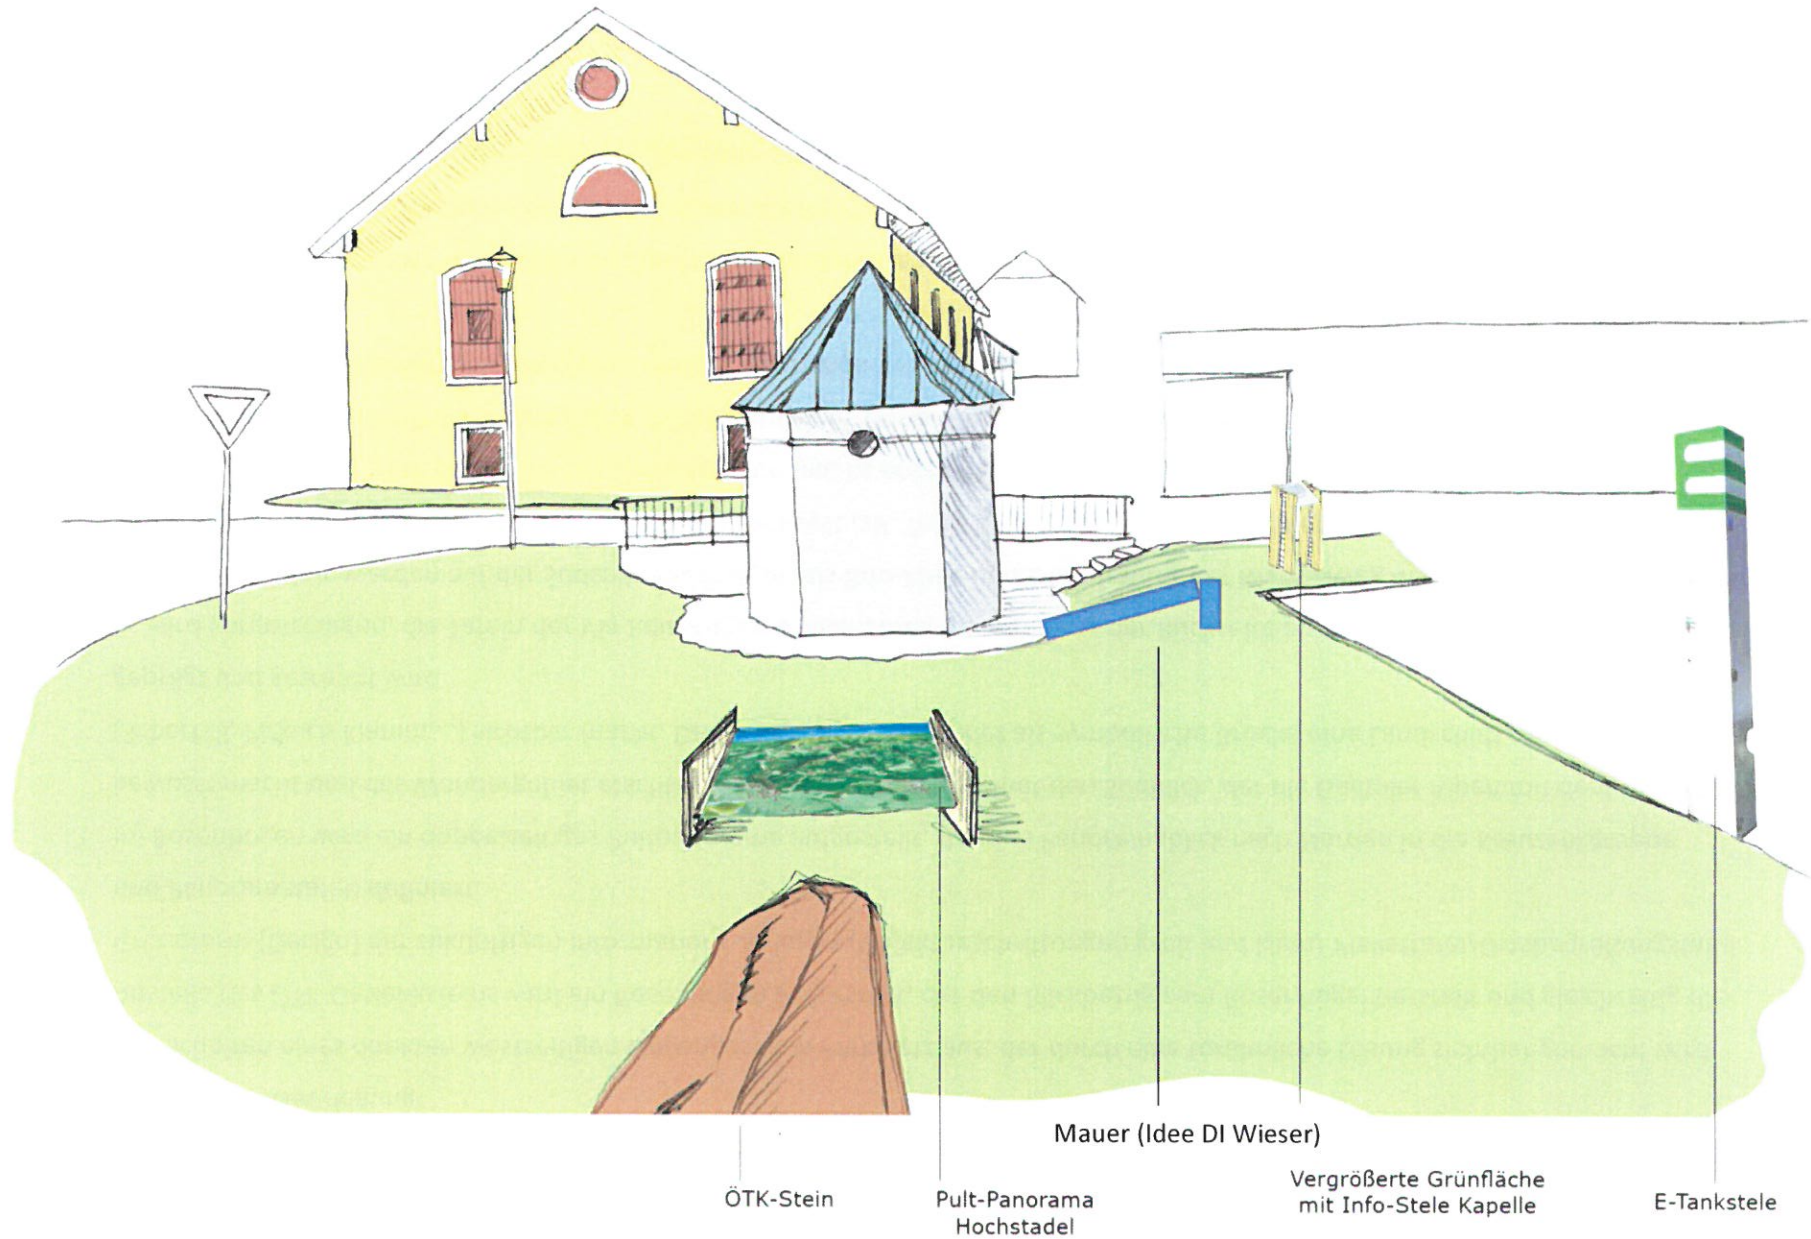 Mauer (Idee DI Wieser)
ÖTK-Stein
Pult-Panorama
Hochstadel
Vergrößerte Grünfläche
mit Info-Stele Kapelle
E-Tankstele